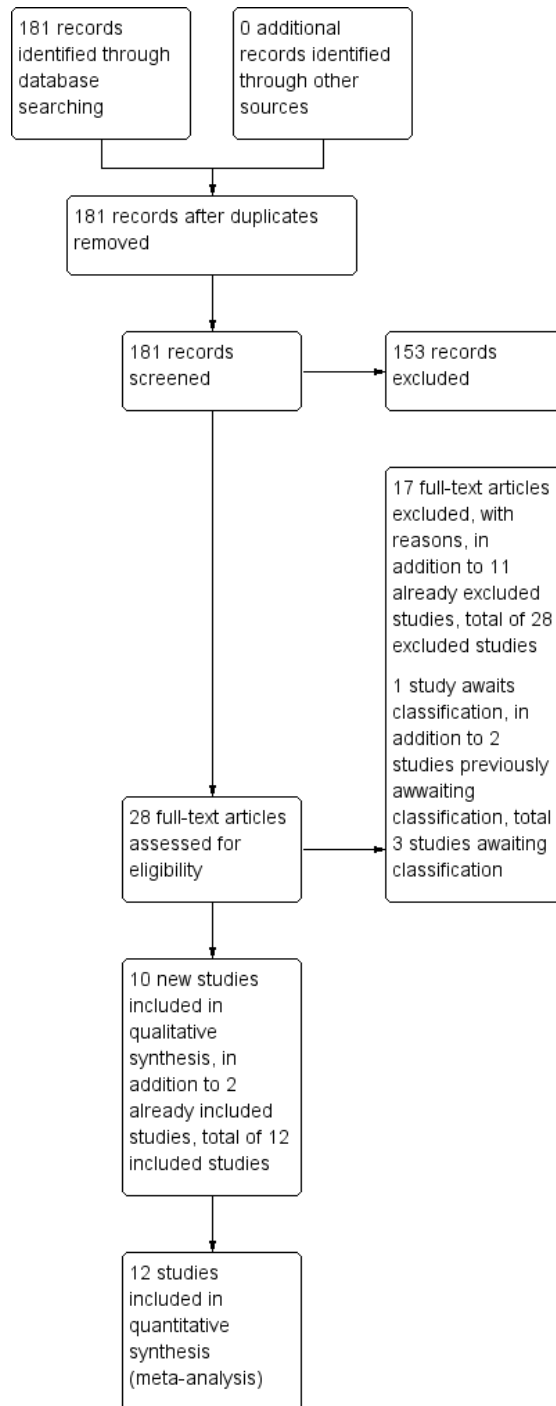 181 records
identified through
database
searching
0 additional
records identified
through other
sources
181 records after duplicates
removed
181 records
screened
153 records
excluded
17 full-text articles
excluded, with
reasons, in
addition to 11
already excluded
studies, total of 28
excluded studies
1 study awaits
classification, in
addition to 2
studies previously
awwaiting
classification, total
3 studies awaiting
classification
28 full-text articles
assessed for
eligibility
10 new studies
included in
qualitative
synthesis, in
addition to 2
already included
studies, total of 12
included studies
12 studies
included in
quantitative
synthesis
(meta-analysis)